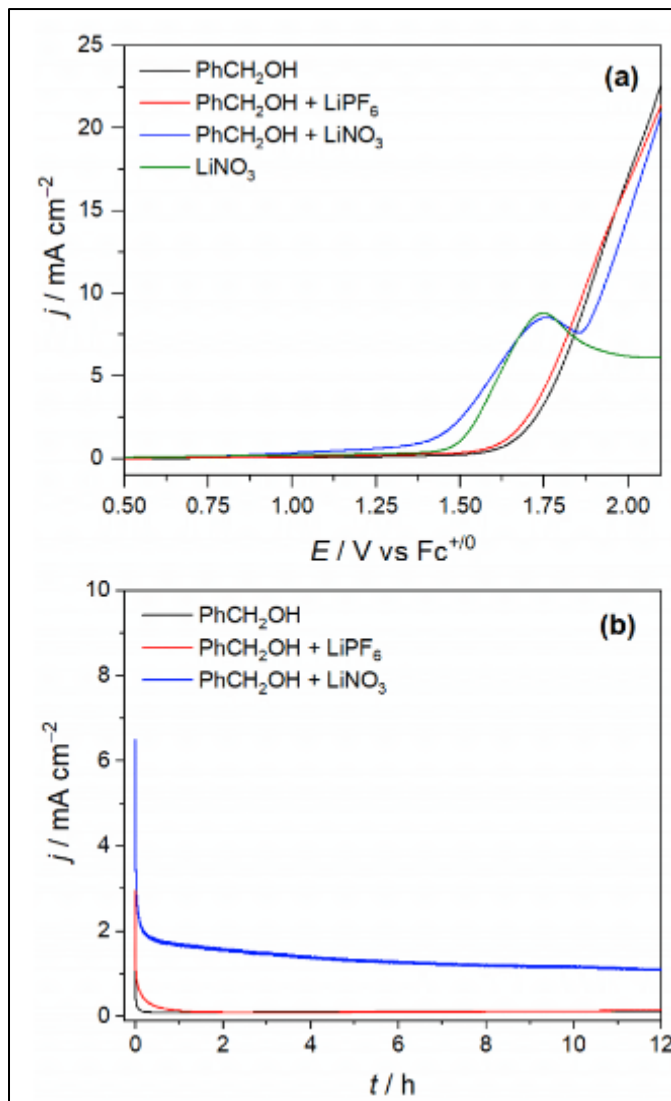 (a)
PhCH₂OH
PhCH₂OH + LiPF₆
PhCH₂OH + LiNO₃
LiNO₃
25
20
15
10
5
0
j / mA cm⁻²
0.50 0.75 1.00 1.25 1.50 1.75 2.00
E / V vs Fc⁺/⁰
(b)
PhCH₂OH
PhCH₂OH + LiPF₆
PhCH₂OH + LiNO₃
10
8
6
4
2
0
j / mA cm⁻²
0 2 4 6 8 10 12
t / h